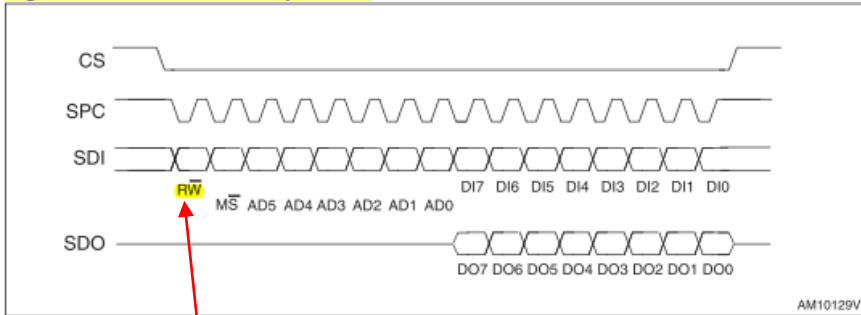 CS
SPC
SDI
RW̅
DI7 DI6 DI5 DI4 DI3 DI2 DI1 DI0
MS̅ AD5 AD4 AD3 AD2 AD1 AD0
SDO
DO7 DO6 DO5 DO4 DO3 DO2 DO1 DO0
AM10129V